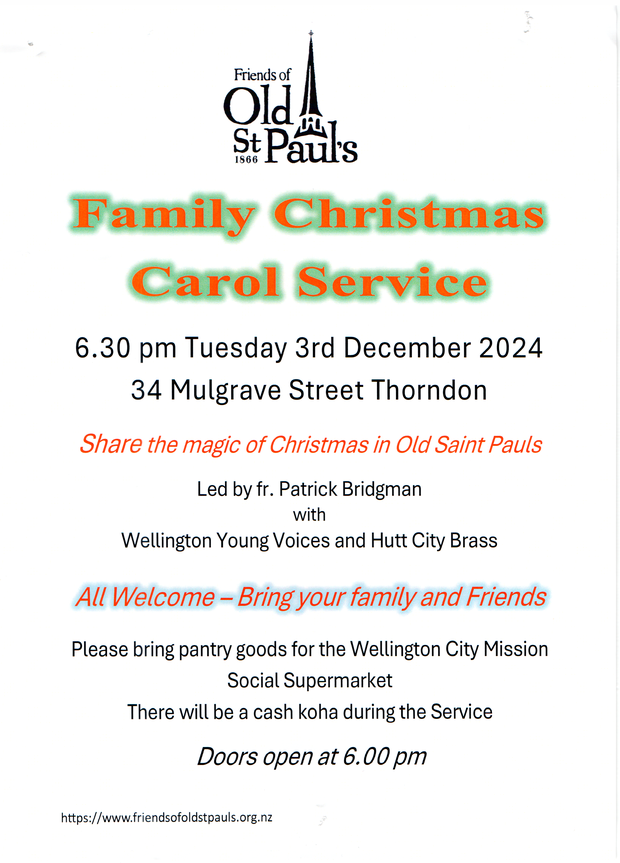 Friends of
Old
St Paul's
1866
Family Christmas
Carol Service
6.30 pm Tuesday 3rd December 2024
34 Mulgrave Street Thorndon
Share the magic of Christmas in Old Saint Pauls
Led by fr. Patrick Bridgman
with
Wellington Young Voices and Hutt City Brass
All Welcome – Bring your family and Friends
Please bring pantry goods for the Wellington City Mission
Social Supermarket
There will be a cash koha during the Service
Doors open at 6.00 pm
https://www.friendsofoldstpauls.org.nz